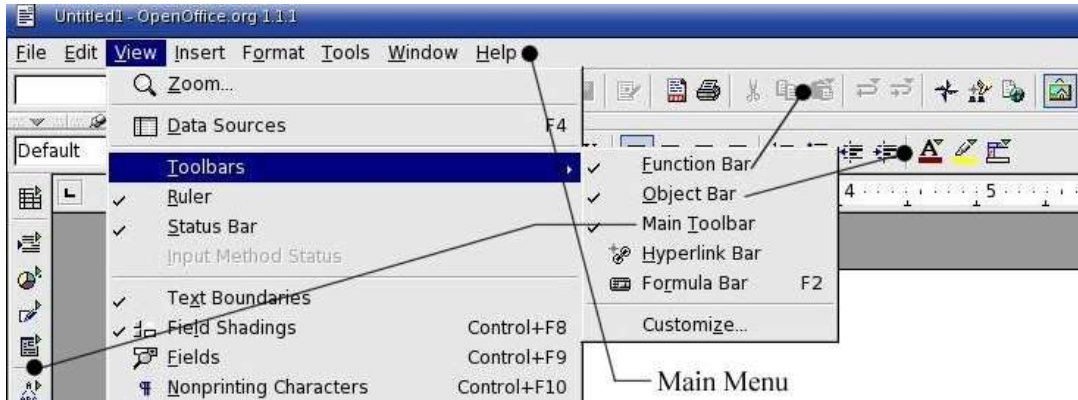 Untitled1 - OpenOffice.org 1.1.1
File Edit View Insert Format Tools Window Help
Zoom...
Data Sources F4
Default
Toolbars
Ruler
Status Bar
Input Method Status
Text Boundaries
Field Shadings Control+F8
Fields Control+F9
Nonprinting Characters Control+F10
Function Bar
Object Bar
Main Toolbar
Hyperlink Bar
Formula Bar F2
Customize...
4 5
Main Menu